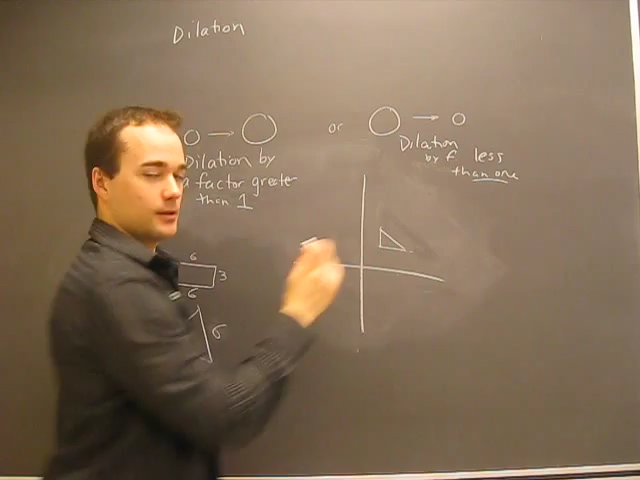 Dilation
or
Dilation by
a factor greater
than 1
Dilation
by f less
than one
6
3
6
6